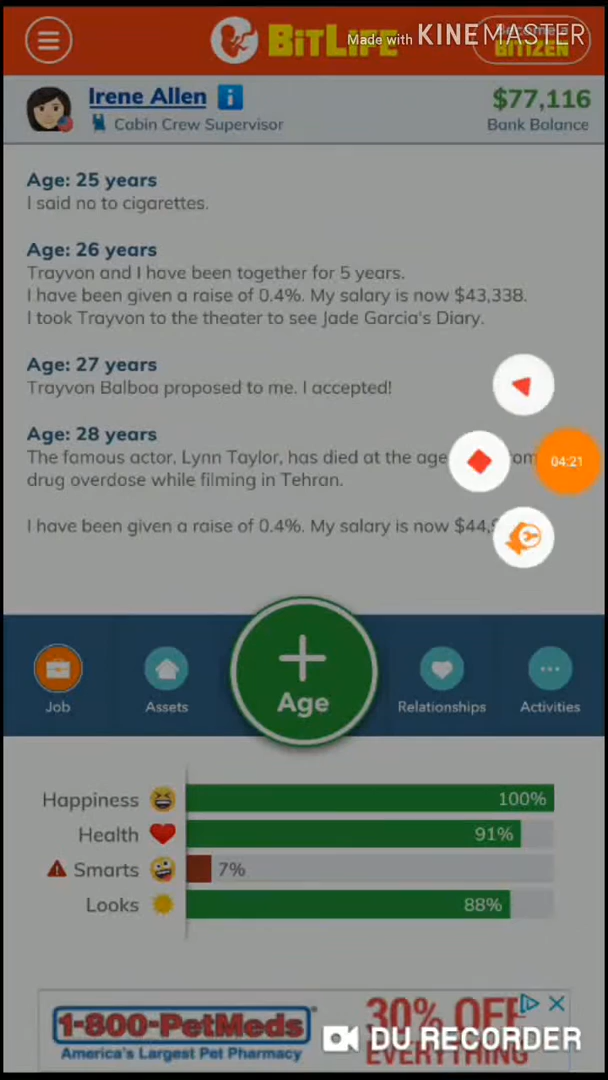 BITLIFE
Made with KINEMASTER
BITIZEN
Irene Allen
Cabin Crew Supervisor
$77,116
Bank Balance
Age: 25 years
I said no to cigarettes.
Age: 26 years
Trayvon and I have been together for 5 years.
I have been given a raise of 0.4%. My salary is now $43,338.
I took Trayvon to the theater to see Jade Garcia's Diary.
Age: 27 years
Trayvon Balboa proposed to me. I accepted!
Age: 28 years
The famous actor, Lynn Taylor, has died at the age
drug overdose while filming in Tehran.
04:21
I have been given a raise of 0.4%. My salary is now $44,
Job
Assets
Age
Relationships
Activities
Happiness 100%
Health 91%
Smarts 7%
Looks 88%
1-800-PetMeds
America's Largest Pet Pharmacy
30% OFF
EVERYTHING
DU RECORDER